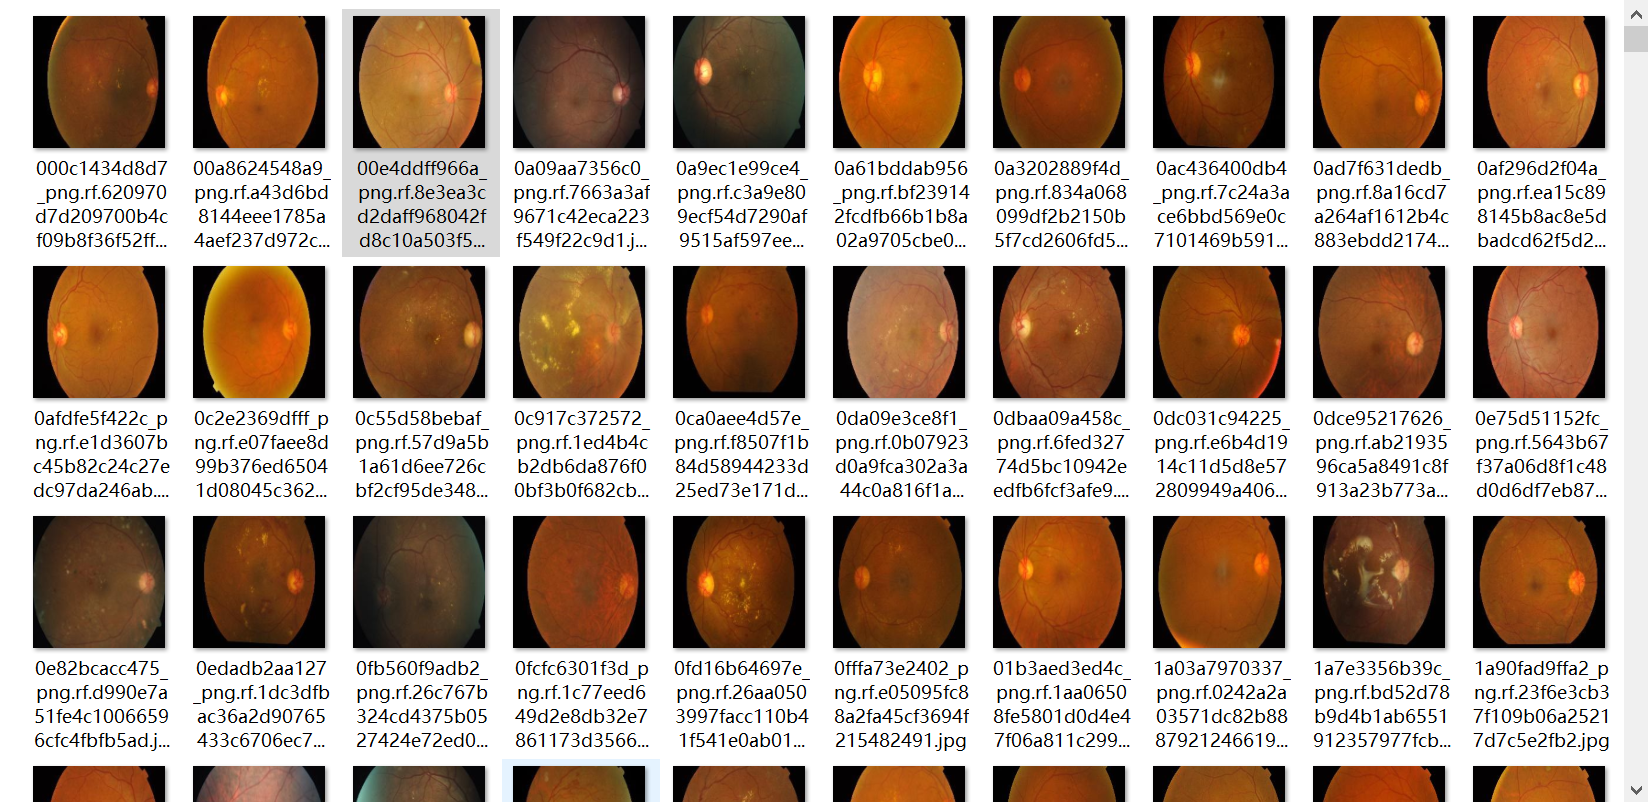 000c1434d8d7
_png.rf.620970
d7d209700b4c
f09b8f36f52ff...
00a8624548a9_
png.rf.a43d6bd
8144eee1785a
4aef237d972c...
00e4ddff966a_
png.rf.8e3ea3c
d2daff968042f
d8c10a503f5...
0a09aa7356c0_
png.rf.7663a3af
9671c42eca223
f549f22c9d1.j...
0a9ec1e99ce4_
png.rf.c3a9e80
9ecf54d7290af
9515af597ee...
0a61bddab956
_png.rf.bf23914
2fcdfb66b1b8a
02a9705cbe0...
0a3202889f4d_
png.rf.834a068
099df2b2150b
5f7cd2606fd5...
0ac436400db4
_png.rf.7c24a3a
ce6bbd569e0c
7101469b591...
0ad7f631dedb_
png.rf.8a16cd7
a264af1612b4c
883ebdd2174...
0af296d2f04a_
png.rf.ea15c89
8145b8ac8e5d
badcd62f5d2...
0afdfe5f422c_p
ng.rf.e1d3607b
c45b82c24c27e
dc97da246ab....
0c2e2369dfff_p
ng.rf.e07faee8d
99b376ed6504
1d08045c362...
0c55d58bebaf_
png.rf.57d9a5b
1a61d6ee726c
bf2cf95de348...
0c917c372572_
png.rf.1ed4b4c
b2db6da876f0
0bf3b0f682cb...
0ca0aee4d57e_
png.rf.f8507f1b
84d58944233d
25ed73e171d...
0da09e3ce8f1_
png.rf.0b07923
d0a9fca302a3a
44c0a816f1a...
0dbaa09a458c_
png.rf.6fed327
74d5bc10942e
edfb6fcf3afe9....
0dc031c94225_
png.rf.e6b4d19
14c11d5d8e57
2809949a406...
0dce95217626_
png.rf.ab21935
96ca5a8491c8f
913a23b773a...
0e75d51152fc_
png.rf.5643b67
f37a06d8f1c48
d0d6df7eb87...
0e82bcacc475_
png.rf.d990e7a
51fe4c1006659
6cfc4fbfb5ad.j...
0edadb2aa127
_png.rf.1dc3dfb
ac36a2d90765
433c6706ec7...
0fb560f9adb2_
png.rf.26c767b
324cd4375b05
27424e72ed0...
0fcfc6301f3d_p
ng.rf.1c77eed6
49d2e8db32e7
861173d3566...
0fd16b64697e_
png.rf.26aa050
3997facc110b4
1f541e0ab01...
0fffa73e2402_p
ng.rf.e05095fc8
8a2fa45cf3694f
215482491.jpg
01b3aed3ed4c_
png.rf.1aa0650
8fe5801d0d4e4
7f06a811c299...
1a03a7970337_
png.rf.0242a2a
03571dc82b88
87921246619...
1a7e3356b39c_
png.rf.bd52d78
b9d4b1ab6551
912357977fcb...
1a90fad9ffa2_p
ng.rf.23f6e3cb3
7f109b06a2521
7d7c5e2fb2.jpg